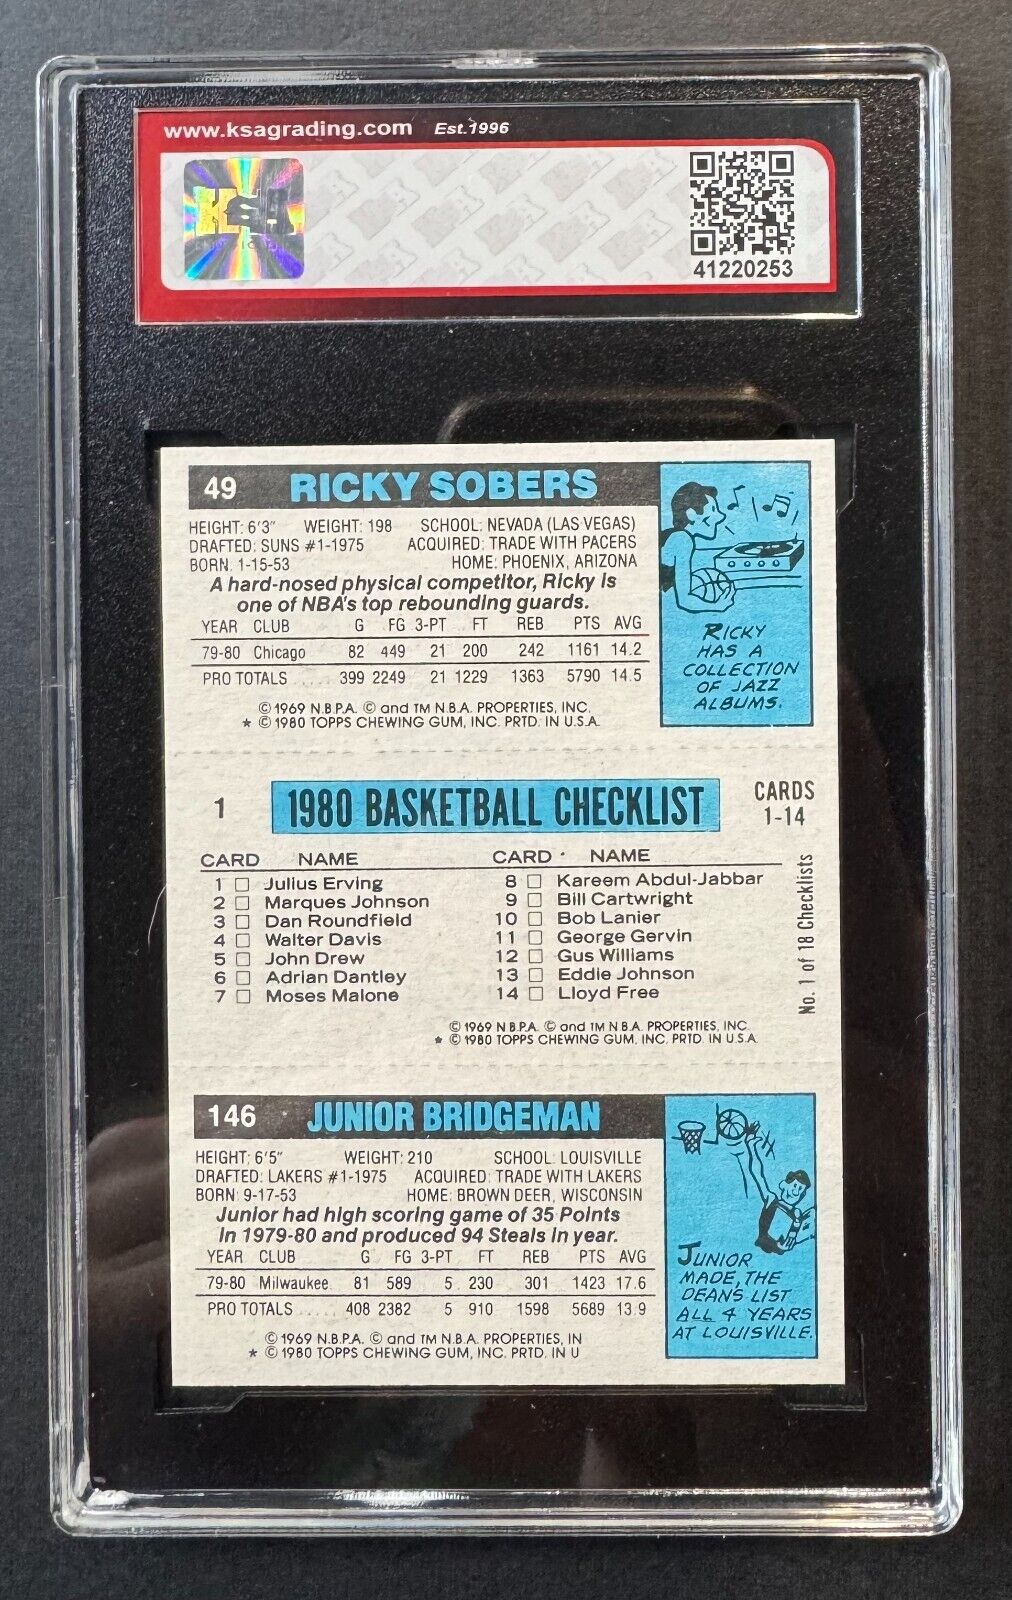 www.ksagrading.com Est.1996
KSA
41220253
49 RICKY SOBERS
HEIGHT: 6'3" WEIGHT: 198 SCHOOL: NEVADA (LAS VEGAS)
DRAFTED: SUNS #1-1975 ACQUIRED: TRADE WITH PACERS
BORN: 1-15-53 HOME: PHOENIX, ARIZONA
A hard-nosed physical competitor, Ricky is
one of NBA's top rebounding guards.
YEAR CLUB G FG 3-PT FT REB PTS AVG
79-80 Chicago 82 449 21 200 242 1161 14.2
PRO TOTALS .... 399 2249 21 1229 1363 5790 14.5
© 1969 N.B.P.A. © and TM N.B.A. PROPERTIES, INC.
* © 1980 TOPPS CHEWING GUM, INC. PRTD. IN U.S.A.
RICKY
HAS A
COLLECTION
OF JAZZ
ALBUMS.
1 1980 BASKETBALL CHECKLIST CARDS
1-14
CARD NAME CARD NAME
1 □ Julius Erving 8 □ Kareem Abdul-Jabbar
2 □ Marques Johnson 9 □ Bill Cartwright
3 □ Dan Roundfield 10 □ Bob Lanier
4 □ Walter Davis 11 □ George Gervin
5 □ John Drew 12 □ Gus Williams
6 □ Adrian Dantley 13 □ Eddie Johnson
7 □ Moses Malone 14 □ Lloyd Free
No. 1 of 18 Checklists
© 1969 N.B.P.A. © and TM N.B.A. PROPERTIES, INC.
* © 1980 TOPPS CHEWING GUM, INC. PRTD. IN U.S.A.
146 JUNIOR BRIDGEMAN
HEIGHT: 6'5" WEIGHT: 210 SCHOOL: LOUISVILLE
DRAFTED: LAKERS #1-1975 ACQUIRED: TRADE WITH LAKERS
BORN: 9-17-53 HOME: BROWN DEER, WISCONSIN
Junior had high scoring game of 35 Points
in 1979-80 and produced 94 Steals in year.
YEAR CLUB G FG 3-PT FT REB PTS AVG
79-80 Milwaukee 81 589 5 230 301 1423 17.6
PRO TOTALS ..... 408 2382 5 910 1598 5689 13.9
© 1969 N.B.P.A. © and TM N.B.A. PROPERTIES, IN
* © 1980 TOPPS CHEWING GUM, INC. PRTD. IN U
JUNIOR
MADE, THE
DEANS LIST
ALL 4 YEARS
AT LOUISVILLE.